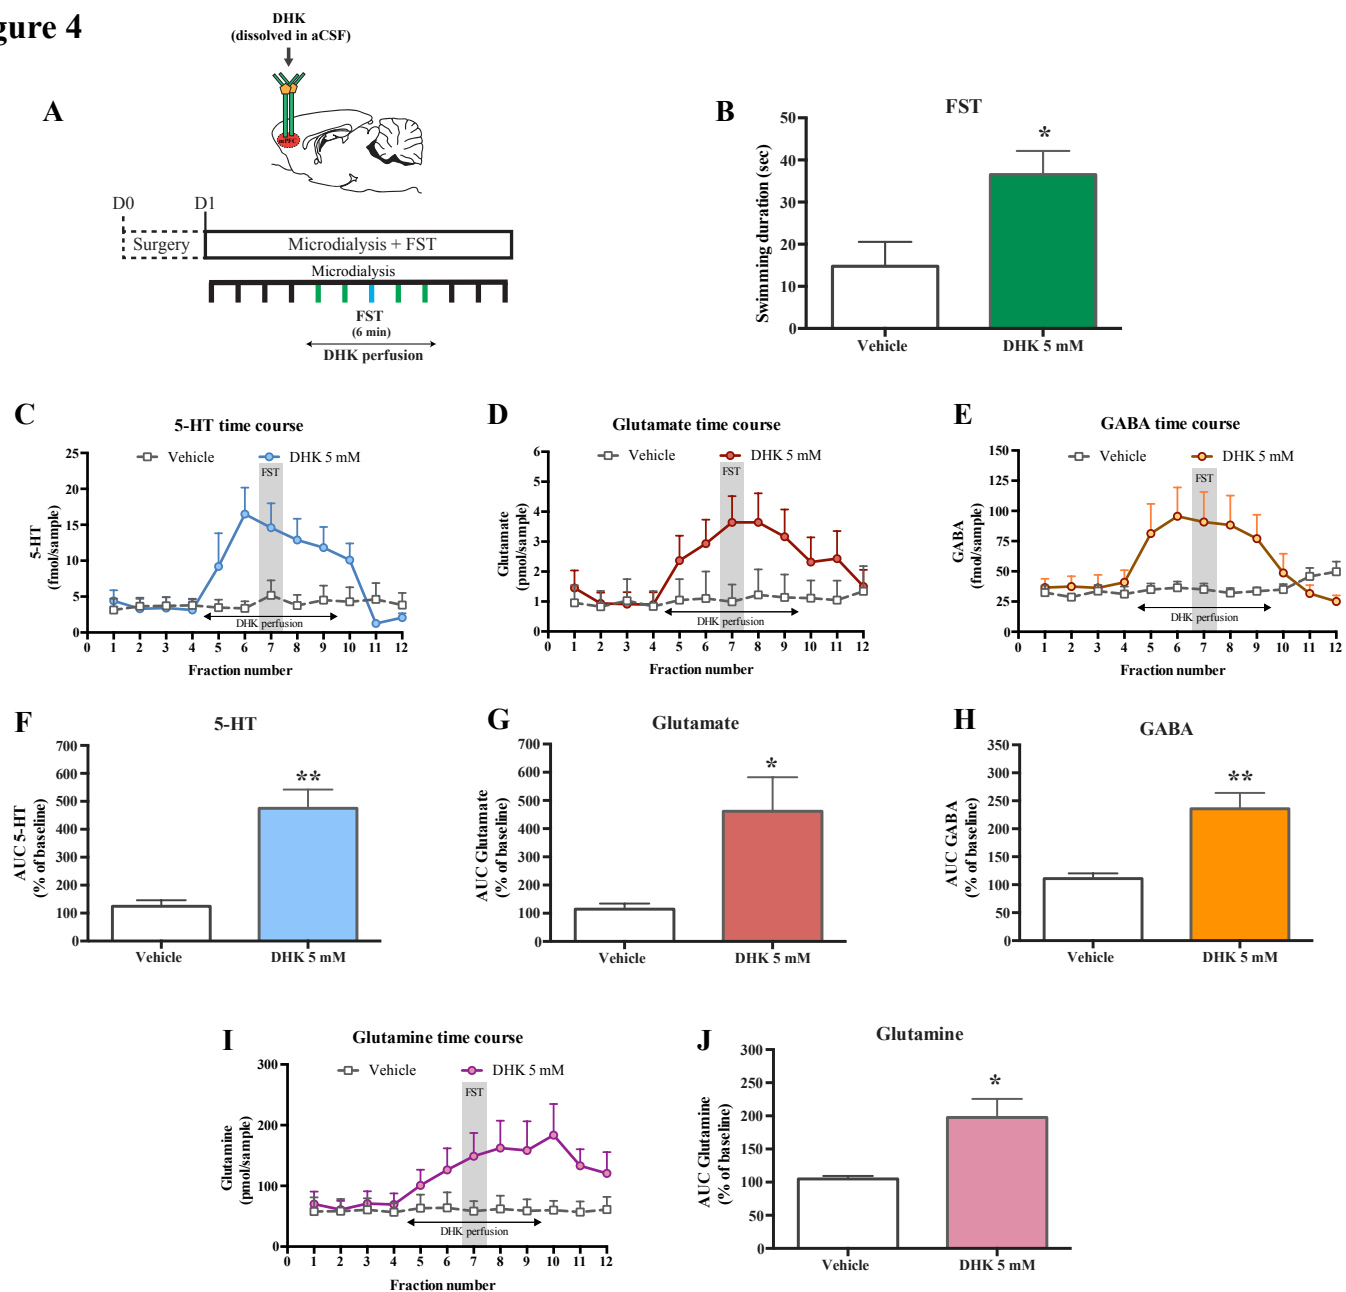 gure 4
DHK
(dissolved in aCSF)
A
mPFC
D0
D1
Surgery
Microdialysis + FST
Microdialysis
FST
(6 min)
DHK perfusion
B
FST
Swimming duration (sec)
50
40
30
20
10
0
Vehicle
DHK 5 mM
*
C
5-HT time course
Vehicle
DHK 5 mM
FST
5-HT
(fmol/sample)
25
20
15
10
5
0
DHK perfusion
0 1 2 3 4 5 6 7 8 9 10 11 12
Fraction number
D
Glutamate time course
Vehicle
DHK 5 mM
FST
Glutamate
(pmol/sample)
6
5
4
3
2
1
0
DHK perfusion
0 1 2 3 4 5 6 7 8 9 10 11 12
Fraction number
E
GABA time course
Vehicle
DHK 5 mM
FST
GABA
(fmol/sample)
150
125
100
75
50
25
0
DHK perfusion
0 1 2 3 4 5 6 7 8 9 10 11 12
Fraction number
F
5-HT
AUC 5-HT
(% of baseline)
700
600
500
400
300
200
100
0
**
Vehicle
DHK 5 mM
G
Glutamate
AUC Glutamate
(% of baseline)
700
600
500
400
300
200
100
0
*
Vehicle
DHK 5 mM
H
GABA
AUC GABA
(% of baseline)
350
300
250
200
150
100
50
0
**
Vehicle
DHK 5 mM
I
Glutamine time course
Vehicle
DHK 5 mM
FST
Glutamine
(pmol/sample)
300
200
100
0
DHK perfusion
0 1 2 3 4 5 6 7 8 9 10 11 12
Fraction number
J
Glutamine
AUC Glutamine
(% of baseline)
300
250
200
150
100
50
0
*
Vehicle
DHK 5 mM